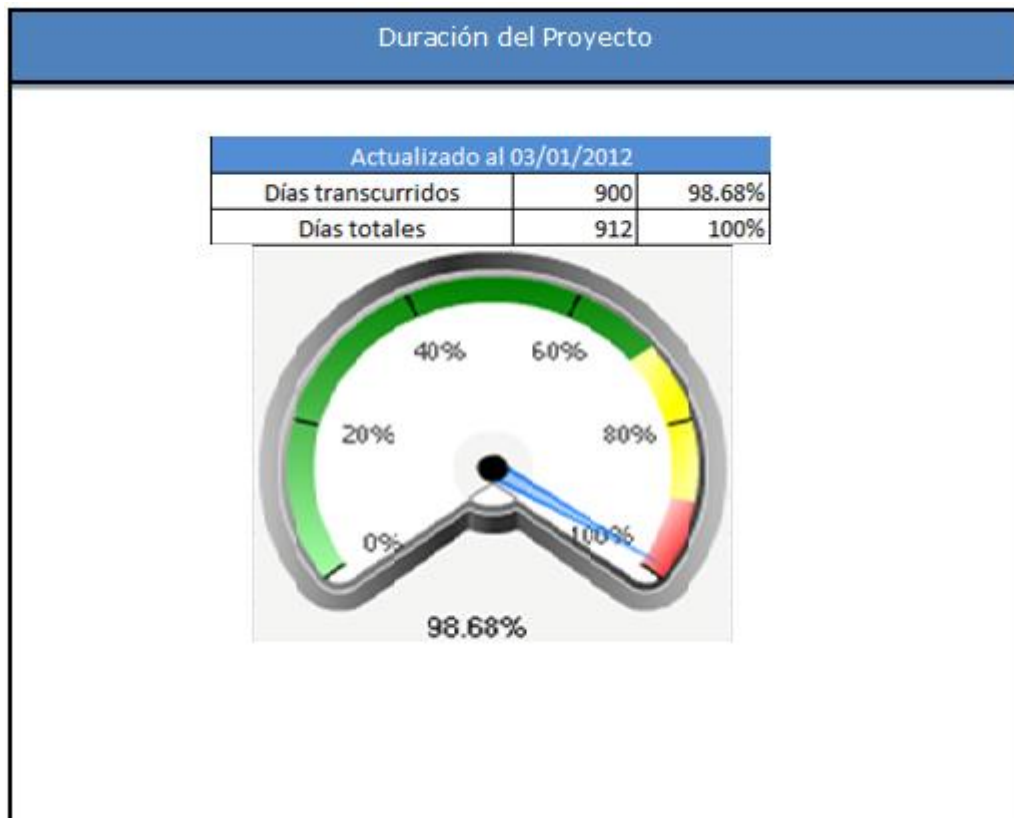 Duración del Proyecto
Actualizado al 03/01/2012
Días transcurridos 900 98.68%
Días totales 912 100%
40% 60%
20% 80%
0% 100%
98.68%